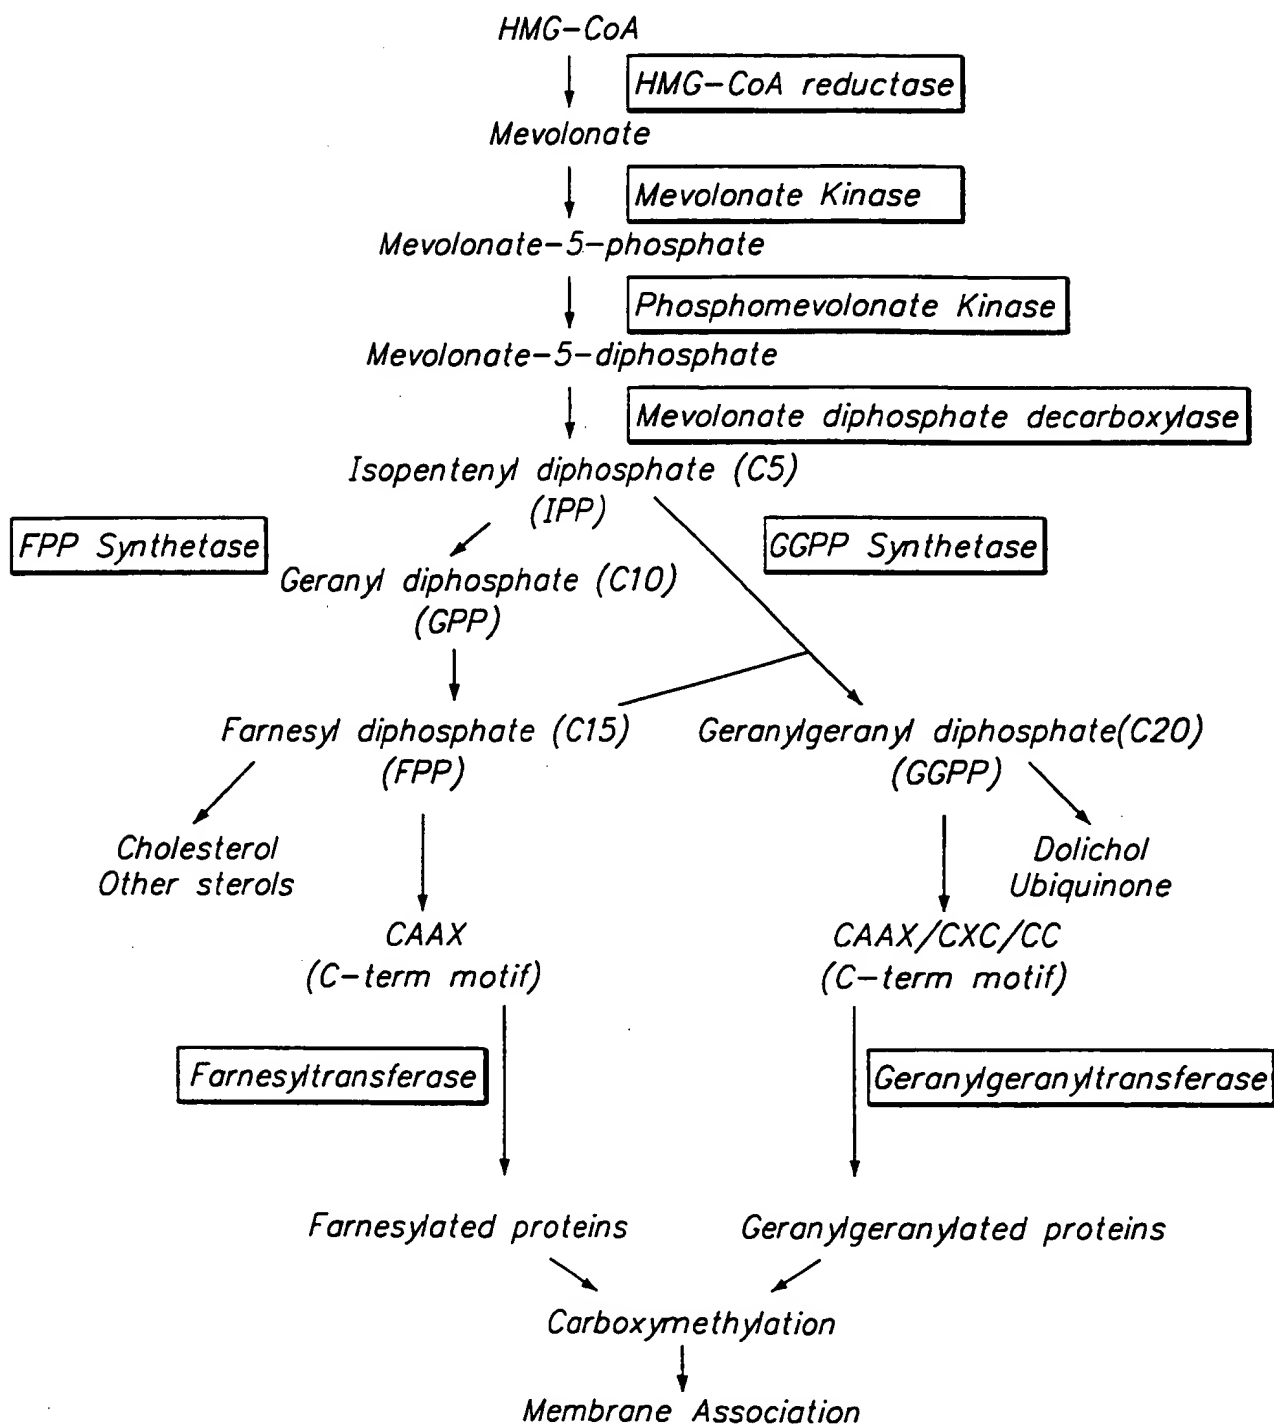 HMG-CoA
HMG-CoA reductase
Mevolonate
Mevolonate Kinase
Mevolonate-5-phosphate
Phosphomevolonate Kinase
Mevolonate-5-diphosphate
Mevolonate diphosphate decarboxylase
Isopentenyl diphosphate (C5)
(IPP)
FPP Synthetase
GGPP Synthetase
Geranyl diphosphate (C10)
(GPP)
Farnesyl diphosphate (C15)
(FPP)
Geranylgeranyl diphosphate(C20)
(GGPP)
Cholesterol
Other sterols
Dolichol
Ubiquinone
CAAX
(C-term motif)
CAAX/CXC/CC
(C-term motif)
Farnesyltransferase
Geranylgeranyltransferase
Farnesylated proteins
Geranylgeranylated proteins
Carboxymethylation
Membrane Association